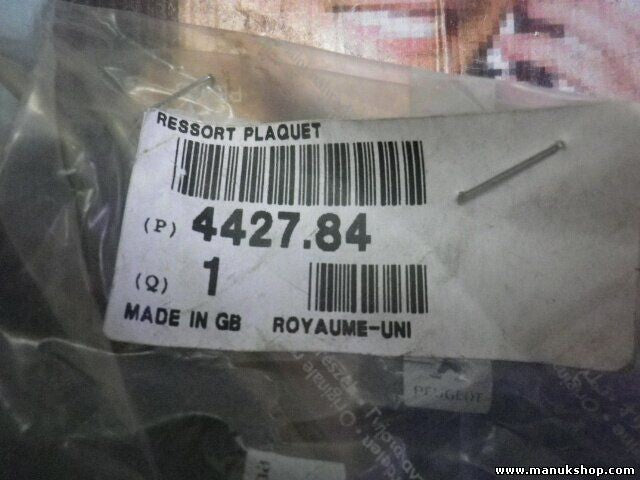 RESSORT PLAQUET
(P) 4427.84
(Q) 1
MADE IN GB ROYAUME-UNI
PEUGEOT
www.manukshop.com